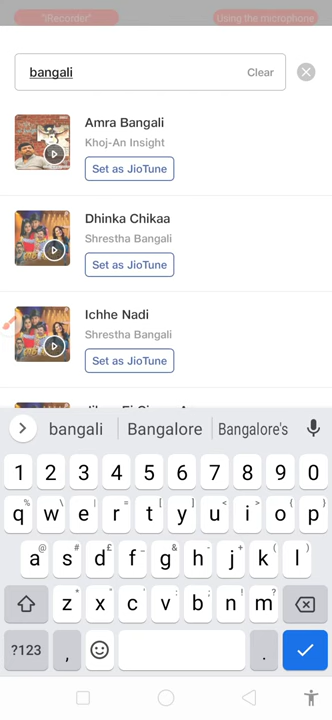 "iRecorder"
Using the microphone
bangali
Clear
Amra Bangali
Khoj-An Insight
Set as JioTune
Dhinka Chikaa
Shrestha Bangali
Set as JioTune
Ichhe Nadi
Shrestha Bangali
Set as JioTune
bangali Bangalore Bangalore's
1 2 3 4 5 6 7 8 9 0
q w e r t y u i o p
a s d f g h j k l
z x c v b n m
?123 , .